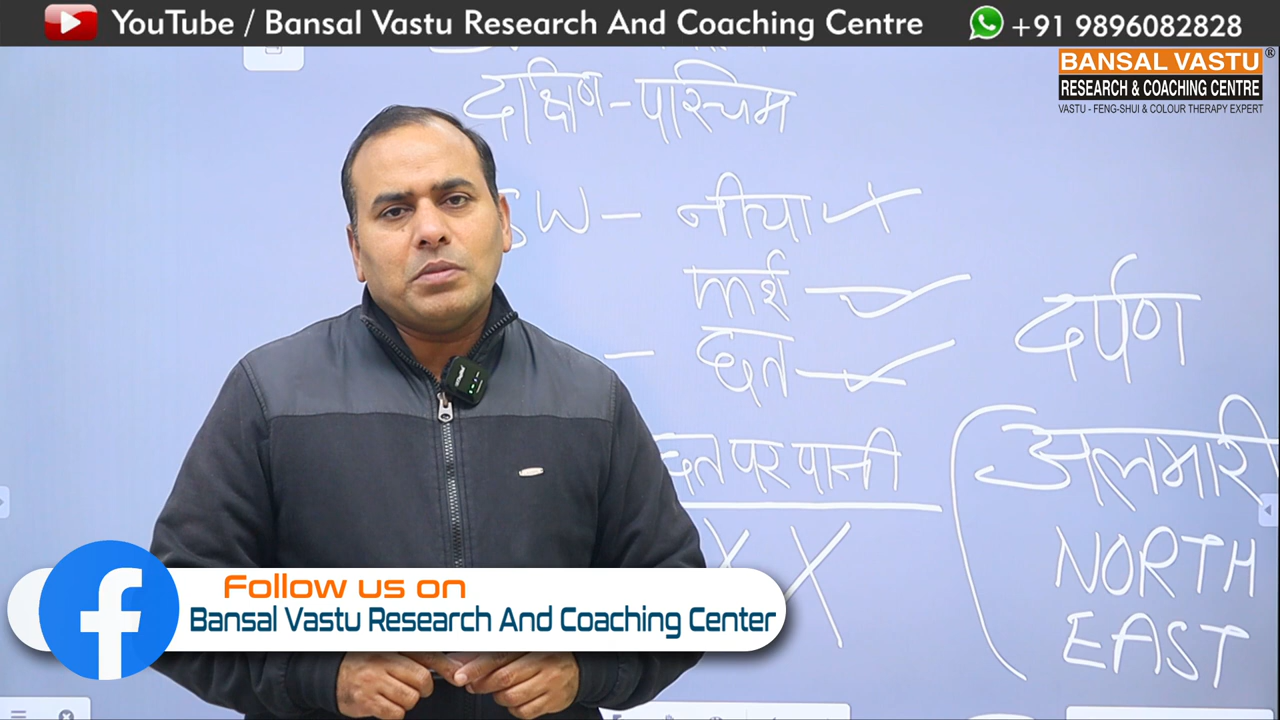 YouTube / Bansal Vastu Research And Coaching Centre
+91 9896082828
BANSAL VASTU®
RESEARCH & COACHING CENTRE
VASTU - FENG-SHUI & COLOUR THERAPY EXPERT
दक्षिण - पश्चिम
SW - नीचा
- छत
छत पर पानी
X X
दर्पण
अलमारी
NORTH
EAST
Follow us on
Bansal Vastu Research And Coaching Center